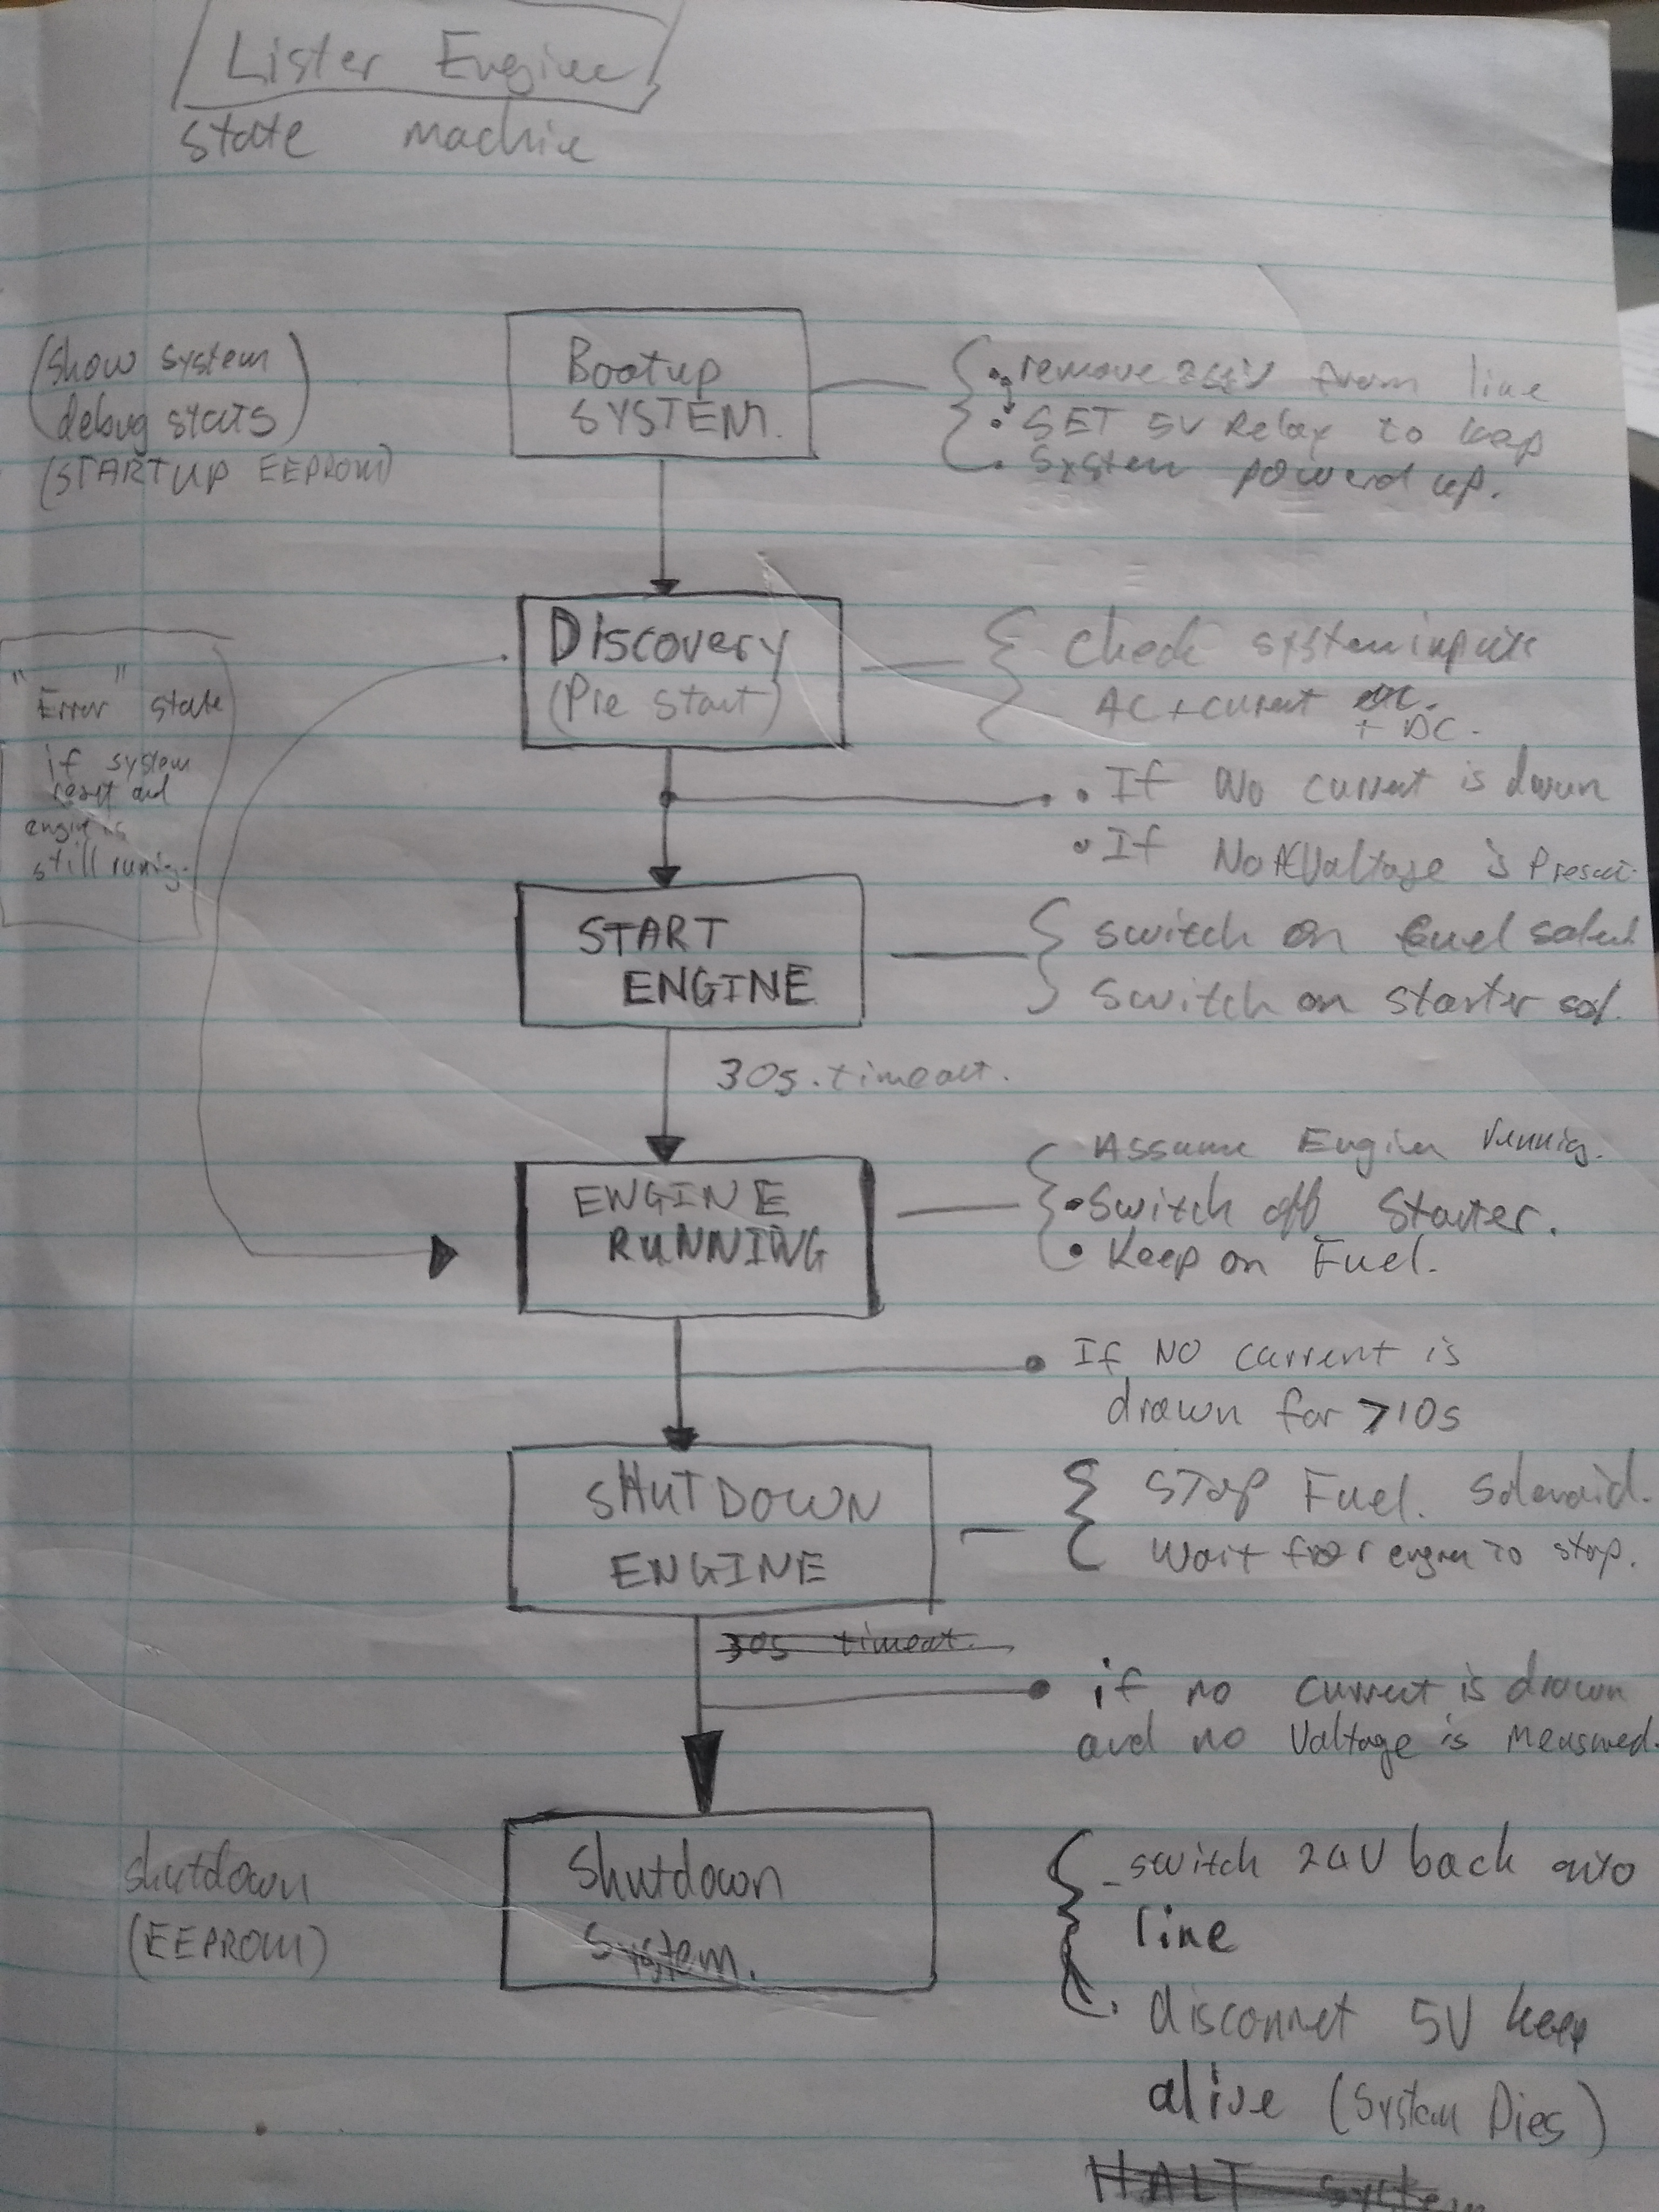 Lister Engine
state machine
(Show system
debug stats)
(STARTUP EEPROM)
Bootup
SYSTEM.
• remove 24V from line
• SET 5V Relay to keep
• System powerd up.
Discovery
(Pre start)
check system inputs
AC + current
+ DC.
"Error" state
if system
reset and
engine is
still runing.
• If No current is drawn
• If No AC Voltage is Present.
START
ENGINE
switch on fuel
switch on starter sol.
30s. timeout.
ENGINE
RUNNING
Assume Engine running.
• Switch off Starter.
• Keep on Fuel.
If NO current is
drawn for >10s
SHUTDOWN
ENGINE
STOP Fuel. Solenoid.
Wait for engine to stop.
30s timeout.
if no current is drawn
and no Voltage is Measured.
shutdown
(EEPROM)
Shutdown
System.
- switch 24V back onto
line
. disconnet 5V keep
alive (System Dies)
HALT system